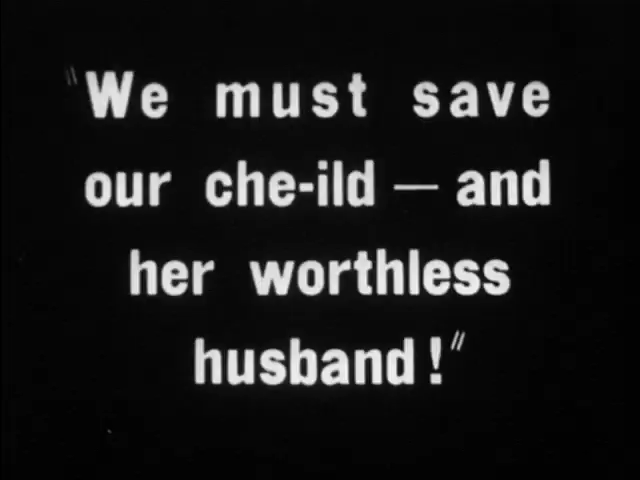 "We must save
our che-ild — and
her worthless
husband!"